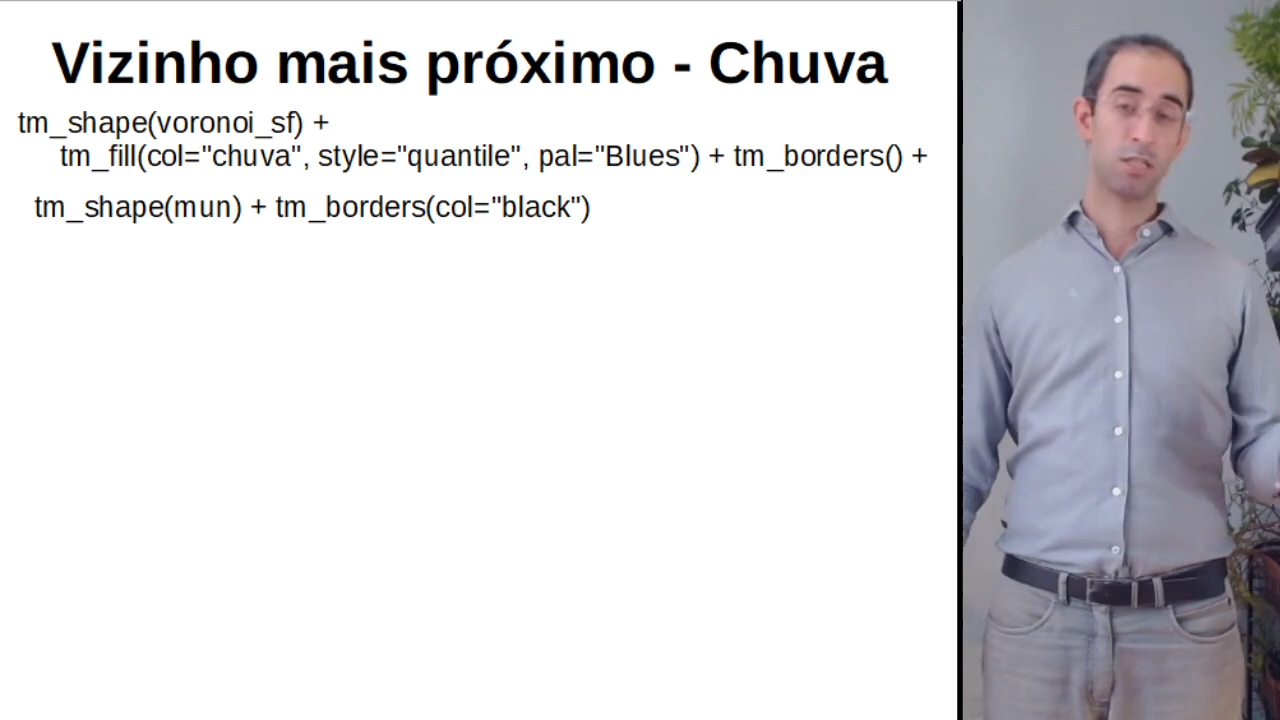 Vizinho mais próximo - Chuva
tm_shape(voronoi_sf) +
tm_fill(col="chuva", style="quantile", pal="Blues") + tm_borders() +
tm_shape(mun) + tm_borders(col="black")